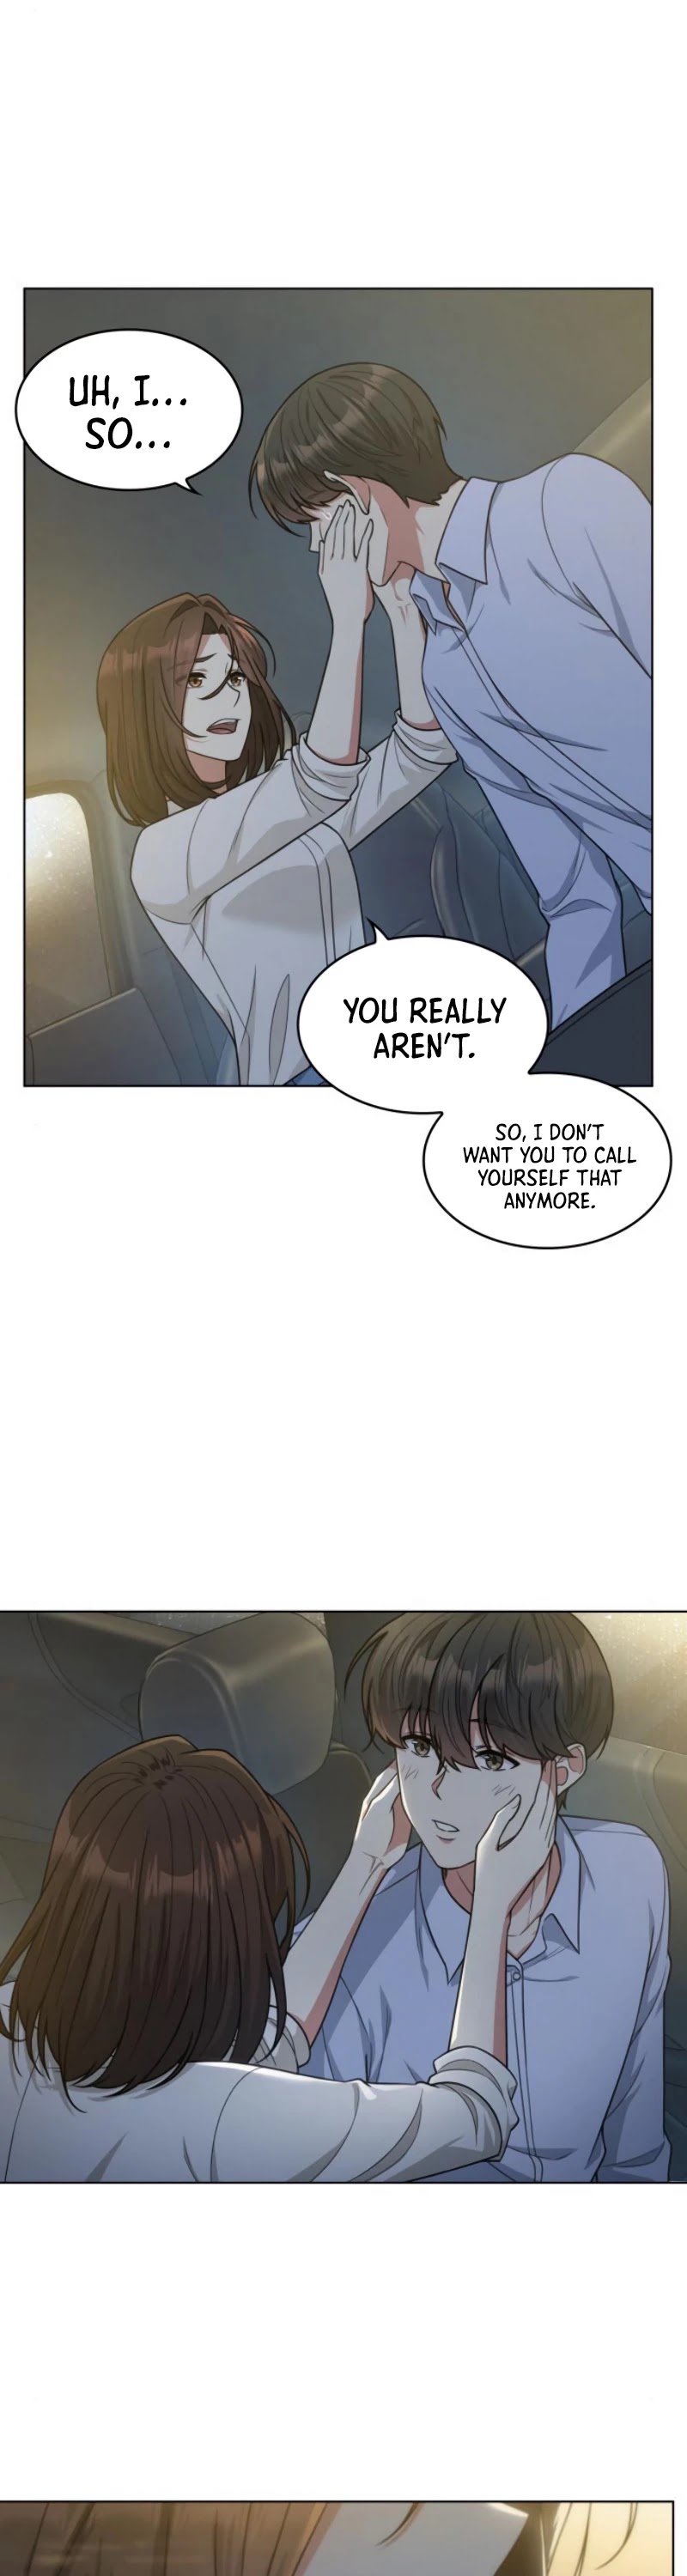 UH, I...
SO...
YOU REALLY
AREN'T.
SO, I DON'T
WANT YOU TO CALL
YOURSELF THAT
ANYMORE.